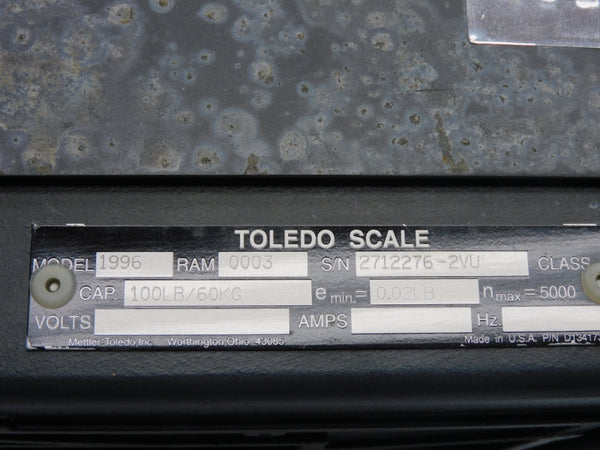 TOLEDO SCALE
MODEL 1996 RAM 0003 S/N 2712276-2VU CLASS
CAP. 100LB/60KG e min.= 0.02LB n max.= 5000
VOLTS AMPS Hz.
Mettler-Toledo Inc. Worthington, Ohio, 43085 Made in U.S.A. P/N